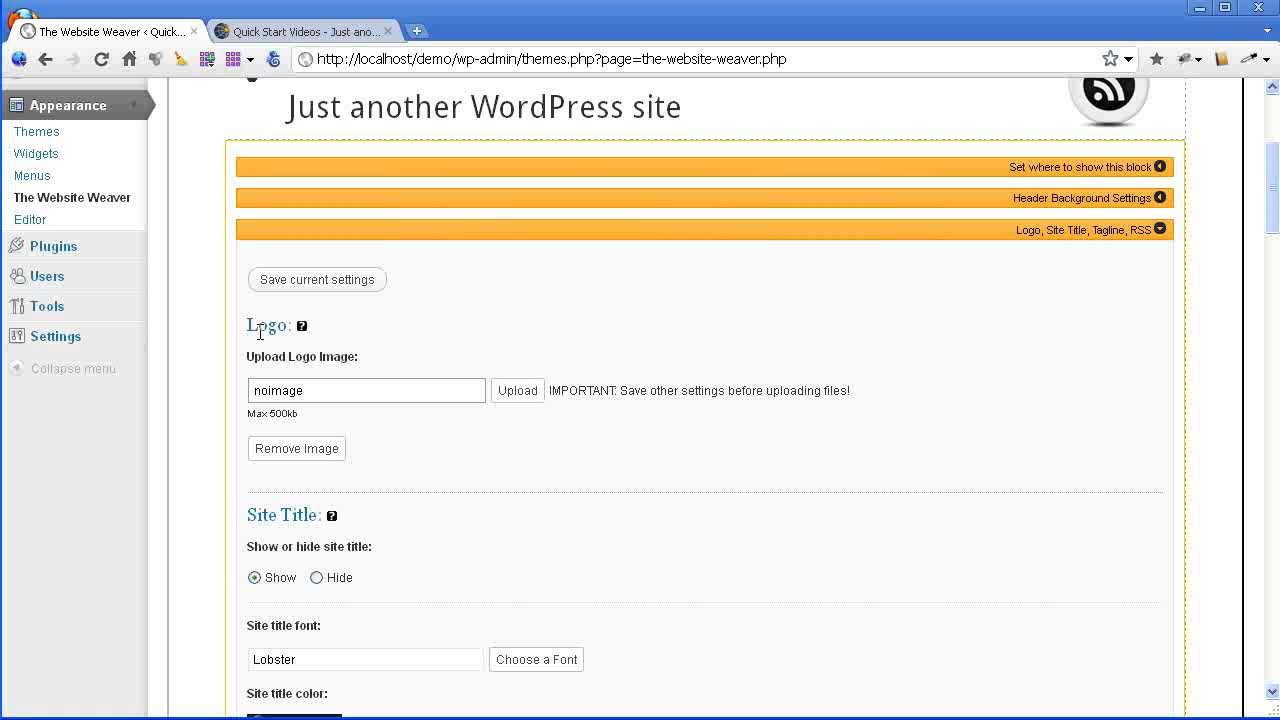 The Website Weaver ‹ Quick...
Quick Start Videos - Just ano...
http://localhost/demo/wp-admin/themes.php?page=the-website-weaver.php
Appearance
Themes
Widgets
Menus
The Website Weaver
Editor
Plugins
Users
Tools
Settings
Collapse menu
Just another WordPress site
Set where to show this block
Header Background Settings
Logo, Site Title, Tagline, RSS
Save current settings
Logo: ?
Upload Logo Image:
noimage Upload IMPORTANT: Save other settings before uploading files!
Max 500kb
Remove Image
Site Title: ?
Show or hide site title:
Show Hide
Site title font:
Lobster Choose a Font
Site title color: